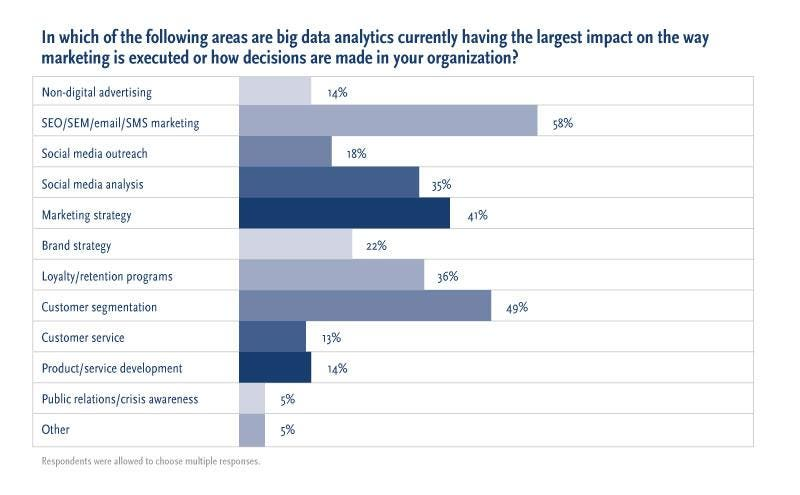 In which of the following areas are big data analytics currently having the largest impact on the way
marketing is executed or how decisions are made in your organization?
Non-digital advertising 14%
SEO/SEM/email/SMS marketing 58%
Social media outreach 18%
Social media analysis 35%
Marketing strategy 41%
Brand strategy 22%
Loyalty/retention programs 36%
Customer segmentation 49%
Customer service 13%
Product/service development 14%
Public relations/crisis awareness 5%
Other 5%
Respondents were allowed to choose multiple responses.